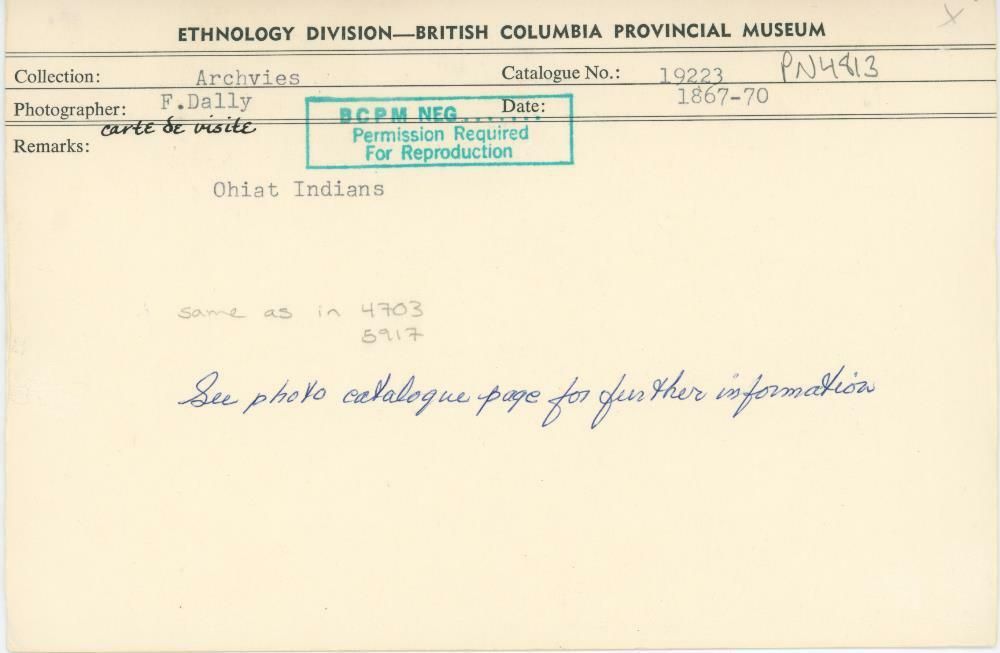 X
ETHNOLOGY DIVISION—BRITISH COLUMBIA PROVINCIAL MUSEUM
Collection: Archvies Catalogue No.: 19223 PN4813
Photographer: F.Dally Date: 1867-70
carte de visite
BCPM NEG.......
Permission Required
For Reproduction
Remarks:
Ohiat Indians
same as in 4703
5917
See photo catalogue page for further information